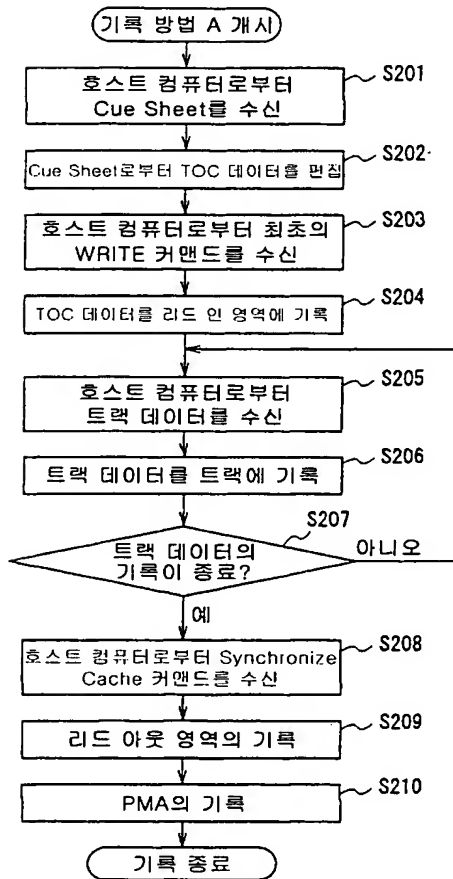 기록 방법 A 개시
호스트 컴퓨터로부터
Cue Sheet를 수신
S201
Cue Sheet로부터 TOC 데이터를 편집
S202
호스트 컴퓨터로부터 최초의
WRITE 커맨드를 수신
S203
TOC 데이터를 리드 인 영역에 기록
S204
호스트 컴퓨터로부터
트랙 데이터를 수신
S205
트랙 데이터를 트랙에 기록
S206
트랙 데이터의
기록이 종료?
S207
아니오
예
호스트 컴퓨터로부터 Synchronize
Cache 커맨드를 수신
S208
리드 아웃 영역의 기록
S209
PMA의 기록
S210
기록 종료